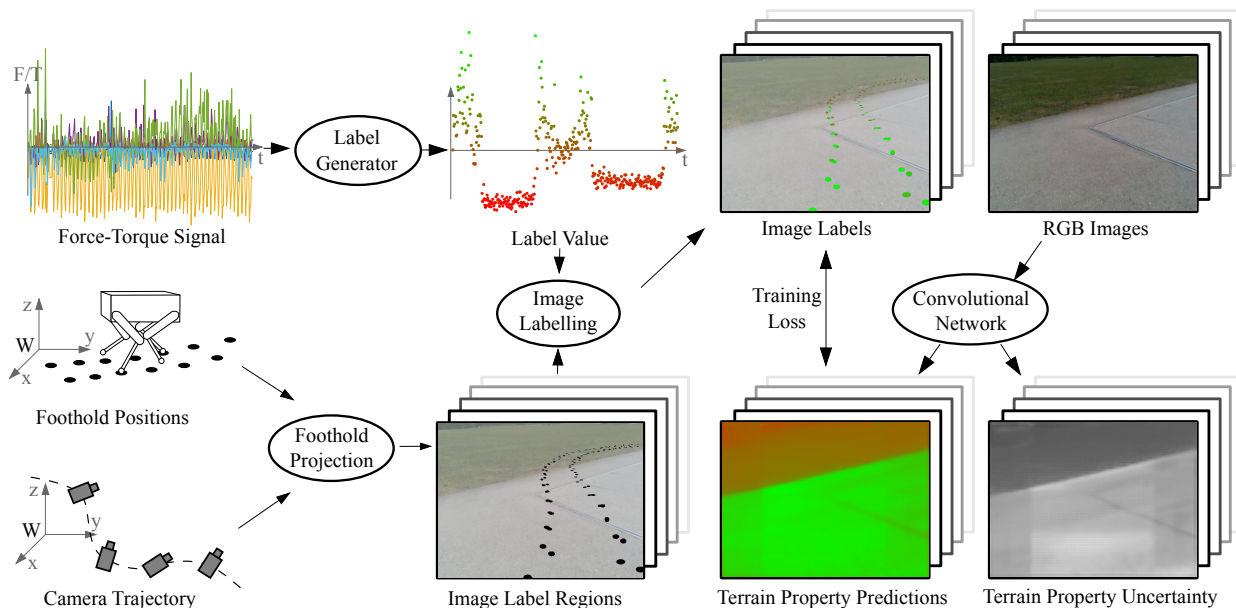 F/T
t
Force-Torque Signal
Label
Generator
t
Label Value
Image Labels
RGB Images
z
y
W
x
Foothold Positions
Image
Labelling
Training
Loss
Convolutional
Network
Foothold
Projection
z
y
W
x
Camera Trajectory
Image Label Regions
Terrain Property Predictions
Terrain Property Uncertainty